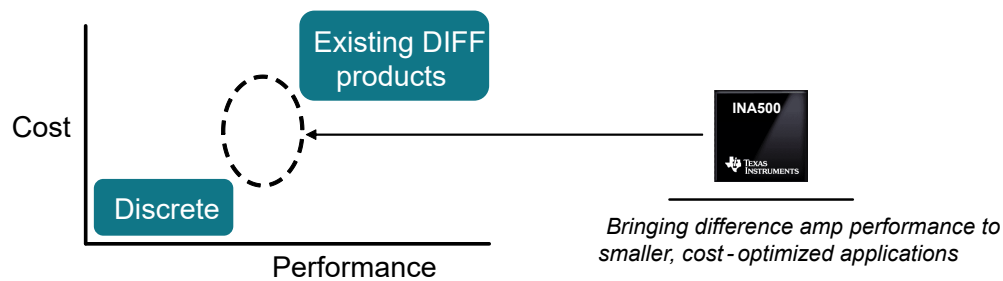 Existing DIFF
products
Cost
Discrete
Performance
INA500
TEXAS
INSTRUMENTS
Bringing difference amp performance to
smaller, cost-optimized applications